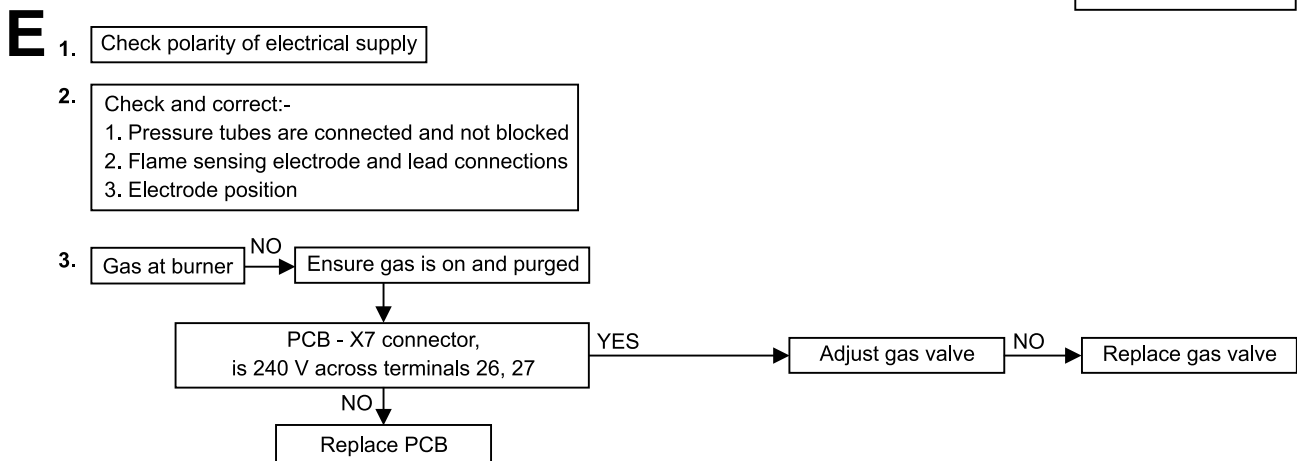 E
1. Check polarity of electrical supply
2. Check and correct:-
1. Pressure tubes are connected and not blocked
2. Flame sensing electrode and lead connections
3. Electrode position
3. Gas at burner NO Ensure gas is on and purged
PCB - X7 connector,
is 240 V across terminals 26, 27
YES Adjust gas valve NO Replace gas valve
NO
Replace PCB